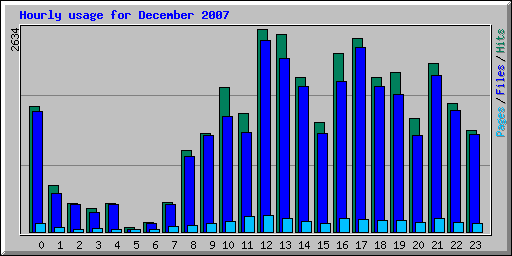 Hourly usage for December 2007
2634
Pages / Files / Hits
0 1 2 3 4 5 6 7 8 9 10 11 12 13 14 15 16 17 18 19 20 21 22 23